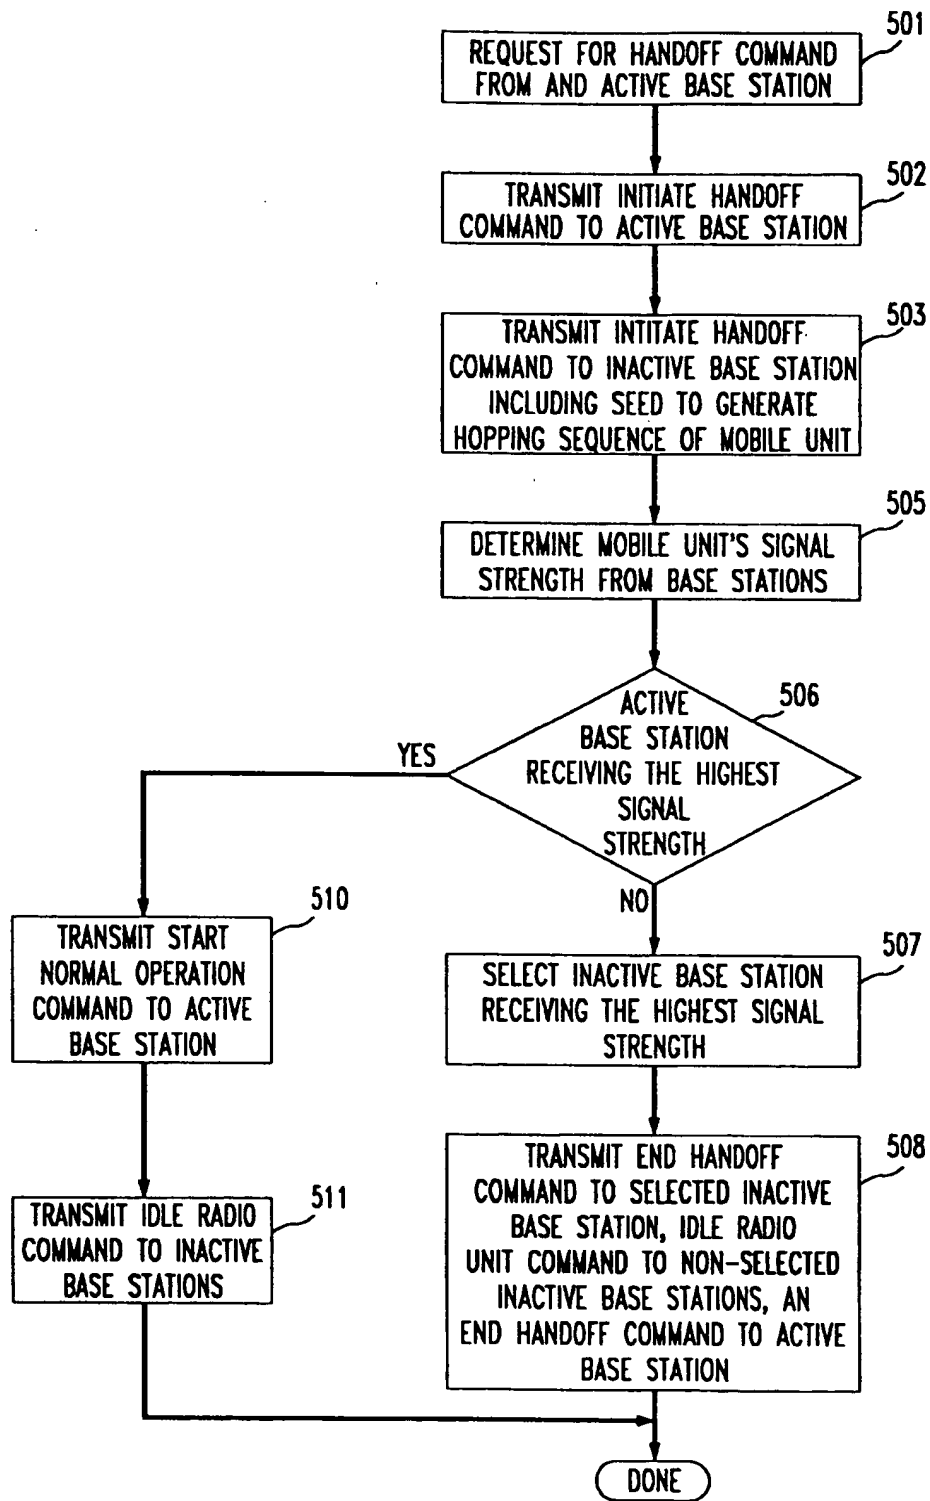 501
REQUEST FOR HANDOFF COMMAND
FROM AND ACTIVE BASE STATION
502
TRANSMIT INITIATE HANDOFF
COMMAND TO ACTIVE BASE STATION
503
TRANSMIT INTITATE HANDOFF
COMMAND TO INACTIVE BASE STATION
INCLUDING SEED TO GENERATE
HOPPING SEQUENCE OF MOBILE UNIT
505
DETERMINE MOBILE UNIT'S SIGNAL
STRENGTH FROM BASE STATIONS
506
ACTIVE
BASE STATION
RECEIVING THE HIGHEST
SIGNAL
STRENGTH
YES
NO
510
TRANSMIT START
NORMAL OPERATION
COMMAND TO ACTIVE
BASE STATION
507
SELECT INACTIVE BASE STATION
RECEIVING THE HIGHEST SIGNAL
STRENGTH
511
TRANSMIT IDLE RADIO
COMMAND TO INACTIVE
BASE STATIONS
508
TRANSMIT END HANDOFF
COMMAND TO SELECTED INACTIVE
BASE STATION, IDLE RADIO
UNIT COMMAND TO NON-SELECTED
INACTIVE BASE STATIONS, AN
END HANDOFF COMMAND TO ACTIVE
BASE STATION
DONE